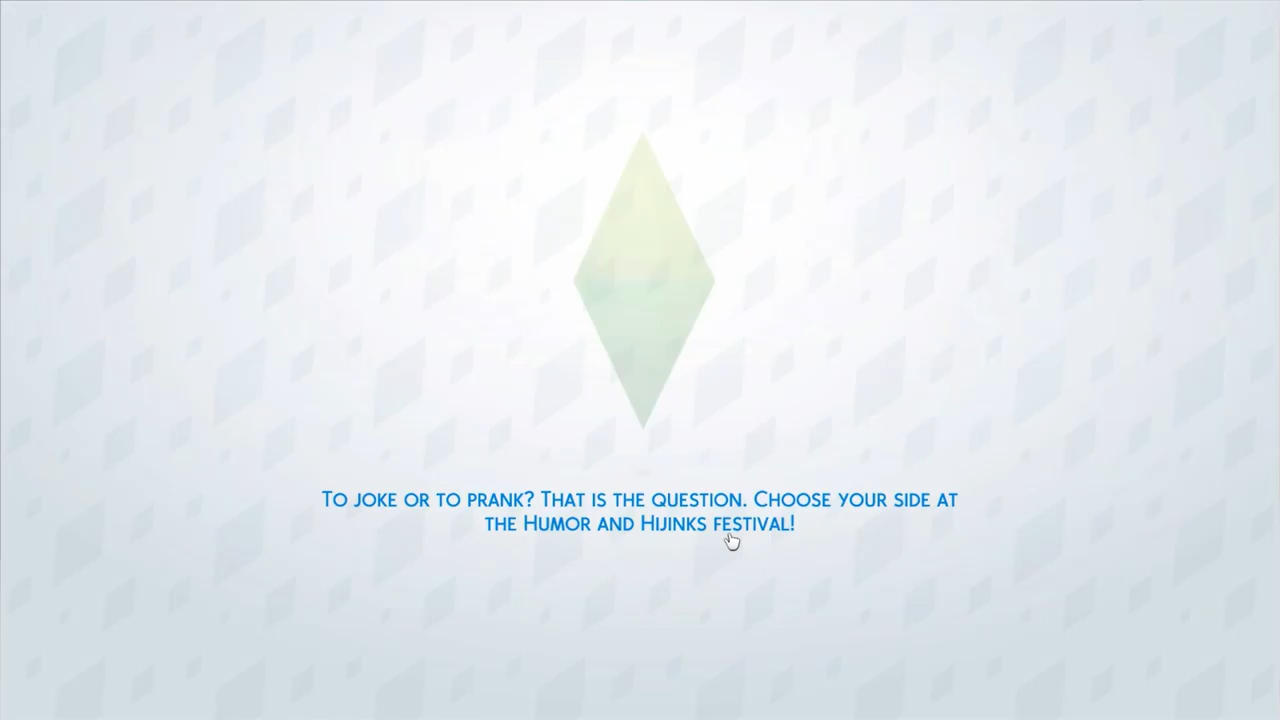 To joke or to prank? That is the question. Choose your side at
the Humor and Hijinks festival!